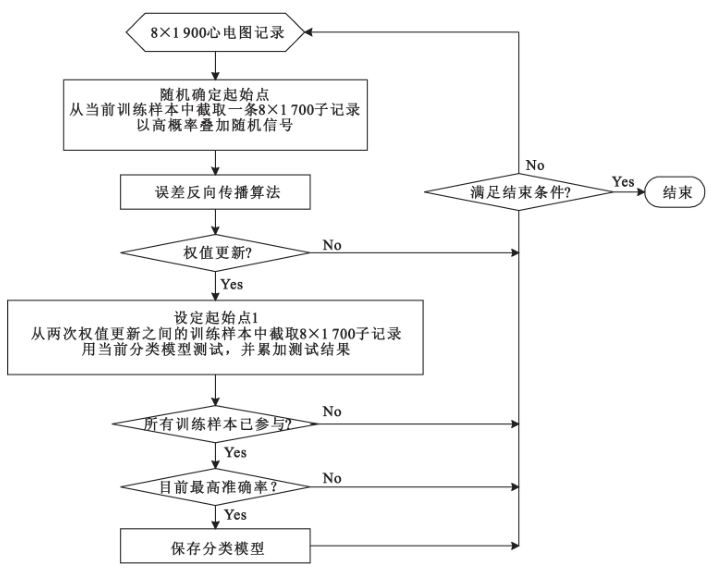 8×1 900心电图记录
随机确定起始点
从当前训练样本中截取一条8×1 700子记录
以高概率叠加随机信号
误差反向传播算法
No
满足结束条件?
Yes
结束
权值更新?
No
Yes
设定起始点1
从两次权值更新之间的训练样本中截取8×1 700子记录
用当前分类模型测试，并累加测试结果
所有训练样本已参与?
No
Yes
目前最高准确率？
No
Yes
保存分类模型